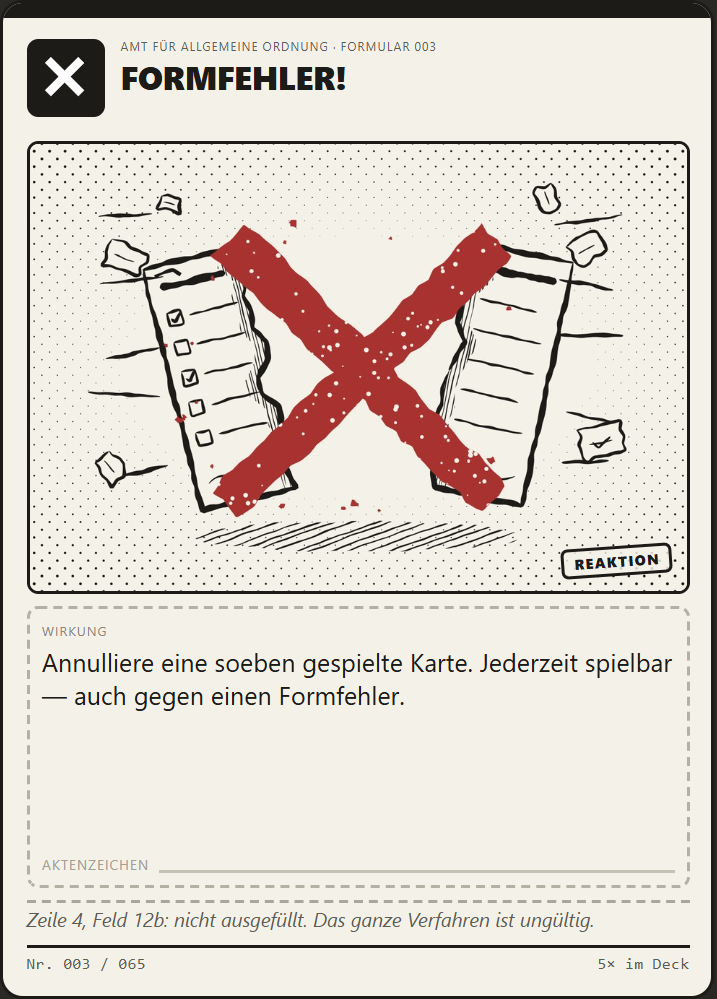 AMT FÜR ALLGEMEINE ORDNUNG · FORMULAR 003
FORMFEHLER!
REAKTION
WIRKUNG
Annulliere eine soeben gespielte Karte. Jederzeit spielbar
— auch gegen einen Formfehler.
AKTENZEICHEN
Zeile 4, Feld 12b: nicht ausgefüllt. Das ganze Verfahren ist ungültig.
Nr. 003 / 065
5× im Deck